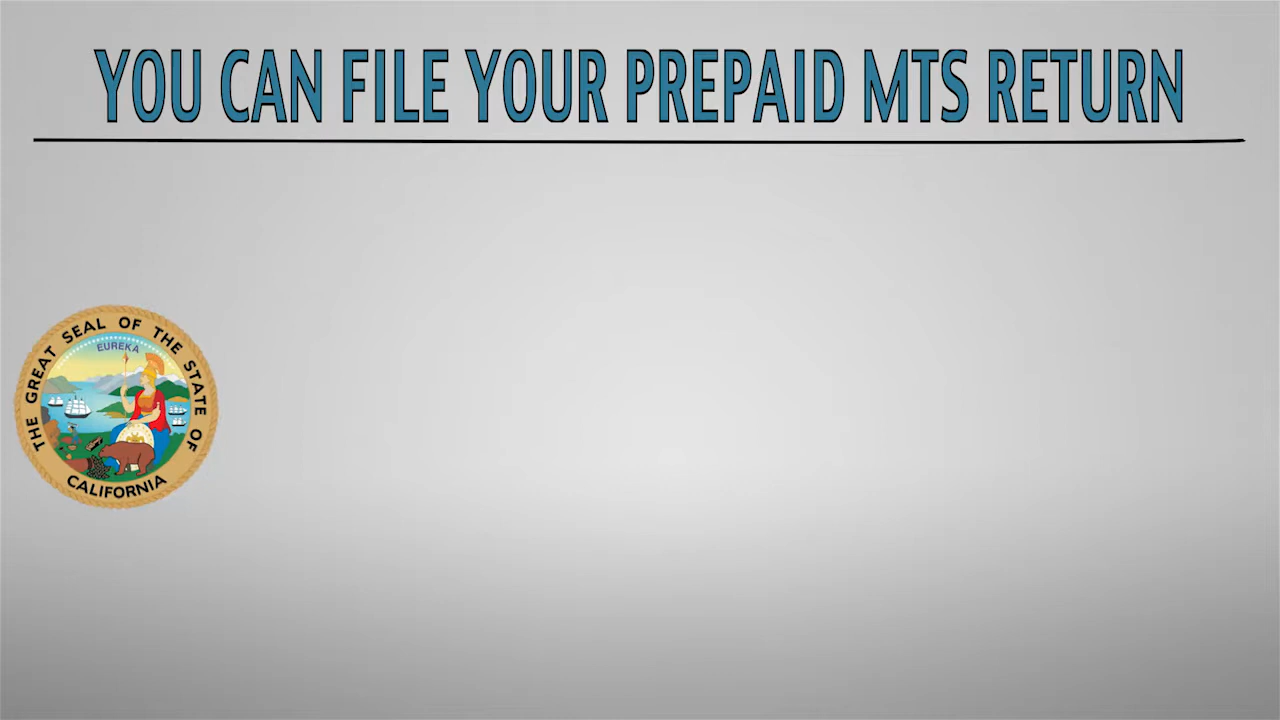 YOU CAN FILE YOUR PREPAID MTS RETURN
THE GREAT SEAL OF THE STATE OF
CALIFORNIA
EUREKA